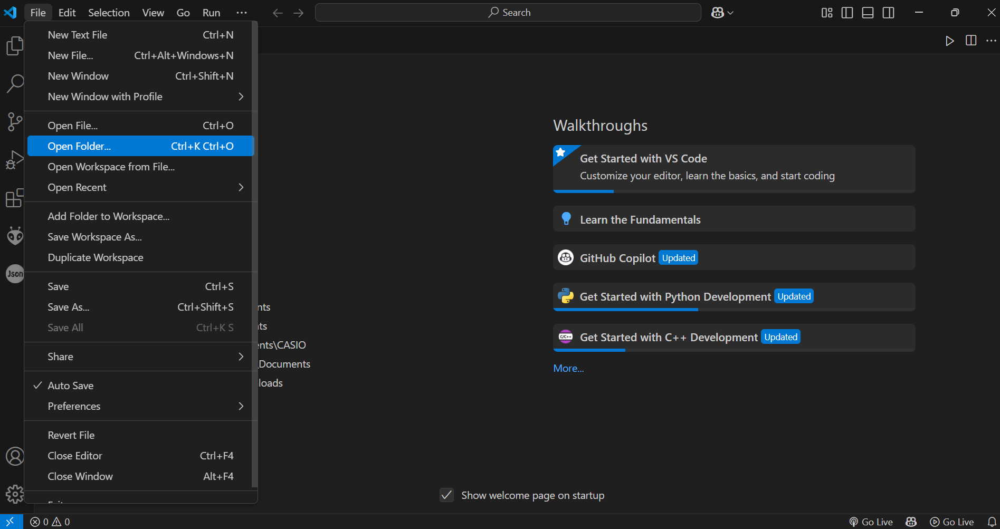 File Edit Selection View Go Run ···
Search
New Text File Ctrl+N
New File... Ctrl+Alt+Windows+N
New Window Ctrl+Shift+N
New Window with Profile
Open File... Ctrl+O
Open Folder... Ctrl+K Ctrl+O
Open Workspace from File...
Open Recent
Add Folder to Workspace...
Save Workspace As...
Duplicate Workspace
Save Ctrl+S
Save As... Ctrl+Shift+S
Save All Ctrl+K S
Share
Auto Save
Preferences
Revert File
Close Editor Ctrl+F4
Close Window Alt+F4
Json
nts
ts
ents\CASIO
\Documents
loads
Walkthroughs
Get Started with VS Code
Customize your editor, learn the basics, and start coding
Learn the Fundamentals
GitHub Copilot Updated
Get Started with Python Development Updated
C/C++ Get Started with C++ Development Updated
More...
Show welcome page on startup
0 0
Go Live Go Live